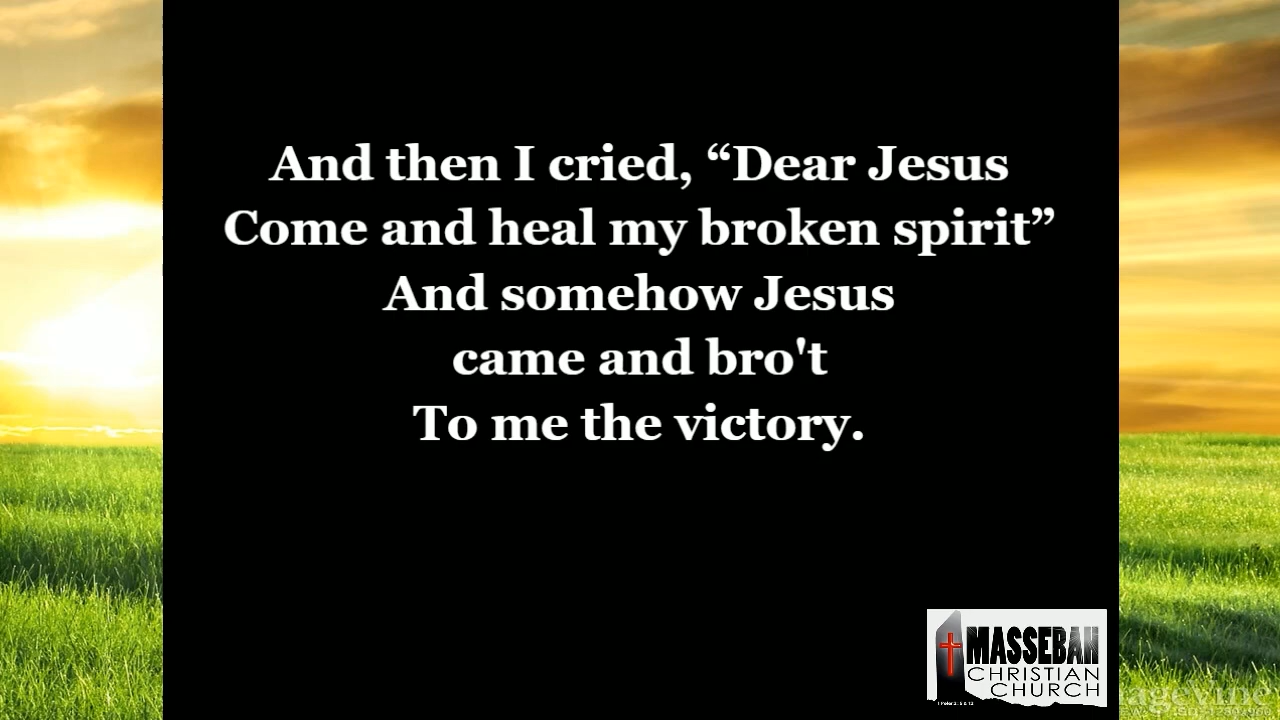 And then I cried, “Dear Jesus
Come and heal my broken spirit”
And somehow Jesus
came and bro't
To me the victory.
MASSEBAH
CHRISTIAN
CHURCH